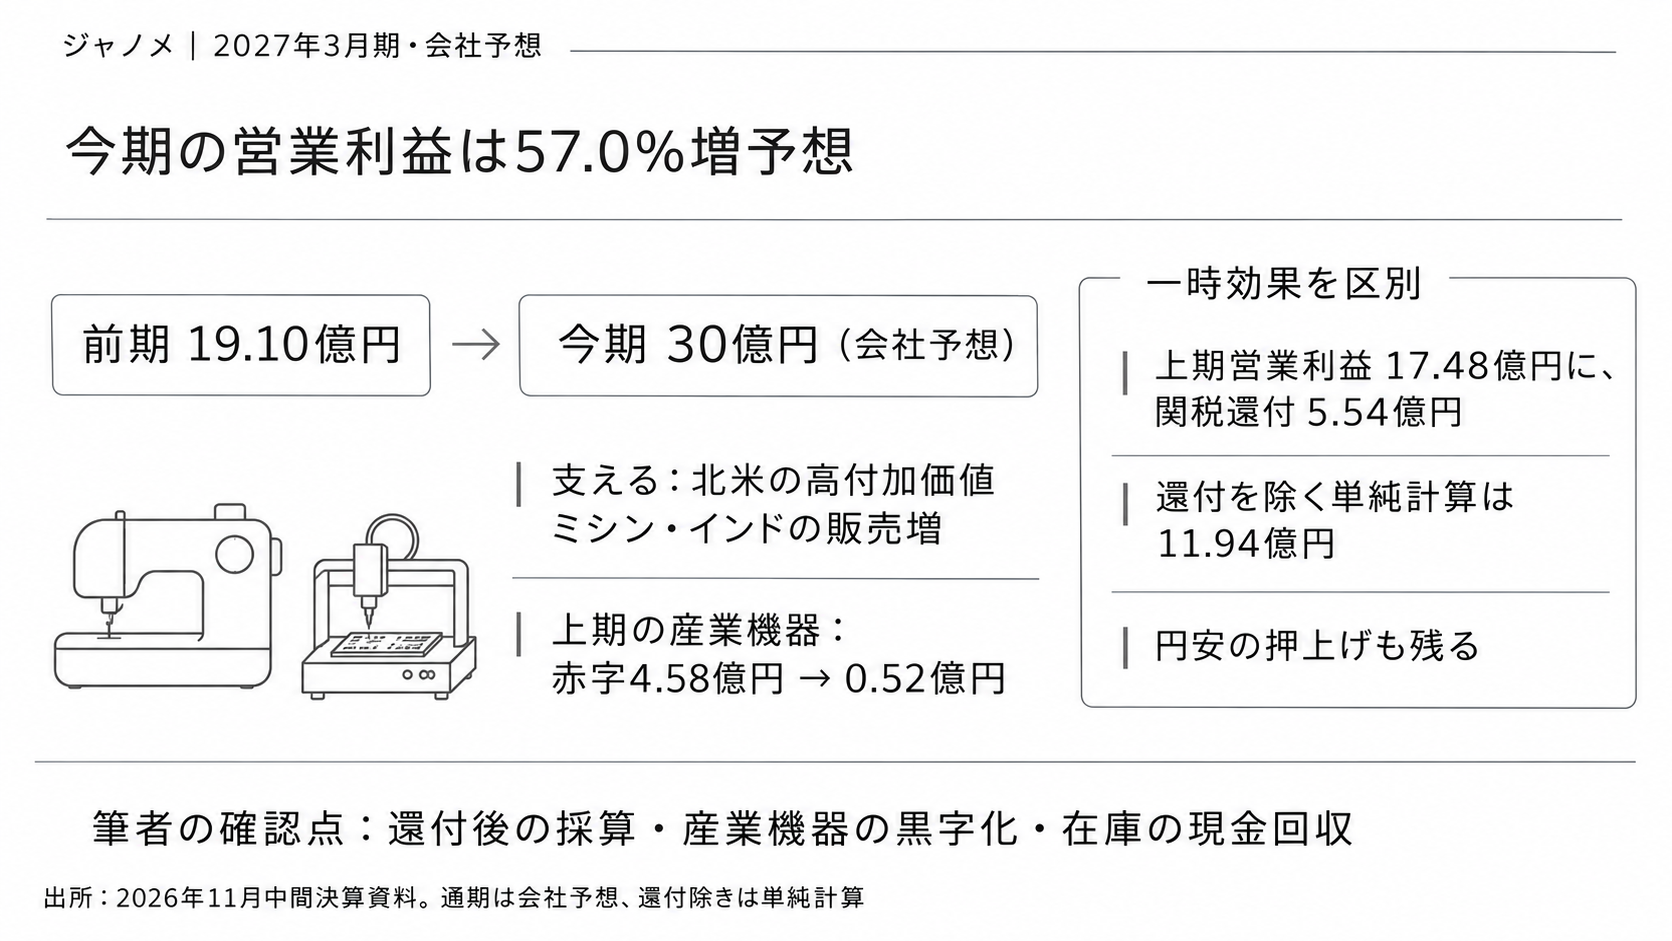 ジャノメ｜2027年3月期・会社予想
今期の営業利益は57.0%増予想
前期 19.10億円 → 今期 30億円（会社予想）
支える：北米の高付加価値
ミシン・インドの販売増
上期の産業機器：
赤字4.58億円 → 0.52億円
一時効果を区別
上期営業利益 17.48億円に、
関税還付 5.54億円
還付を除く単純計算は
11.94億円
円安の押上げも残る
筆者の確認点：還付後の採算・産業機器の黒字化・在庫の現金回収
出所：2026年11月中間決算資料。通期は会社予想、還付除きは単純計算